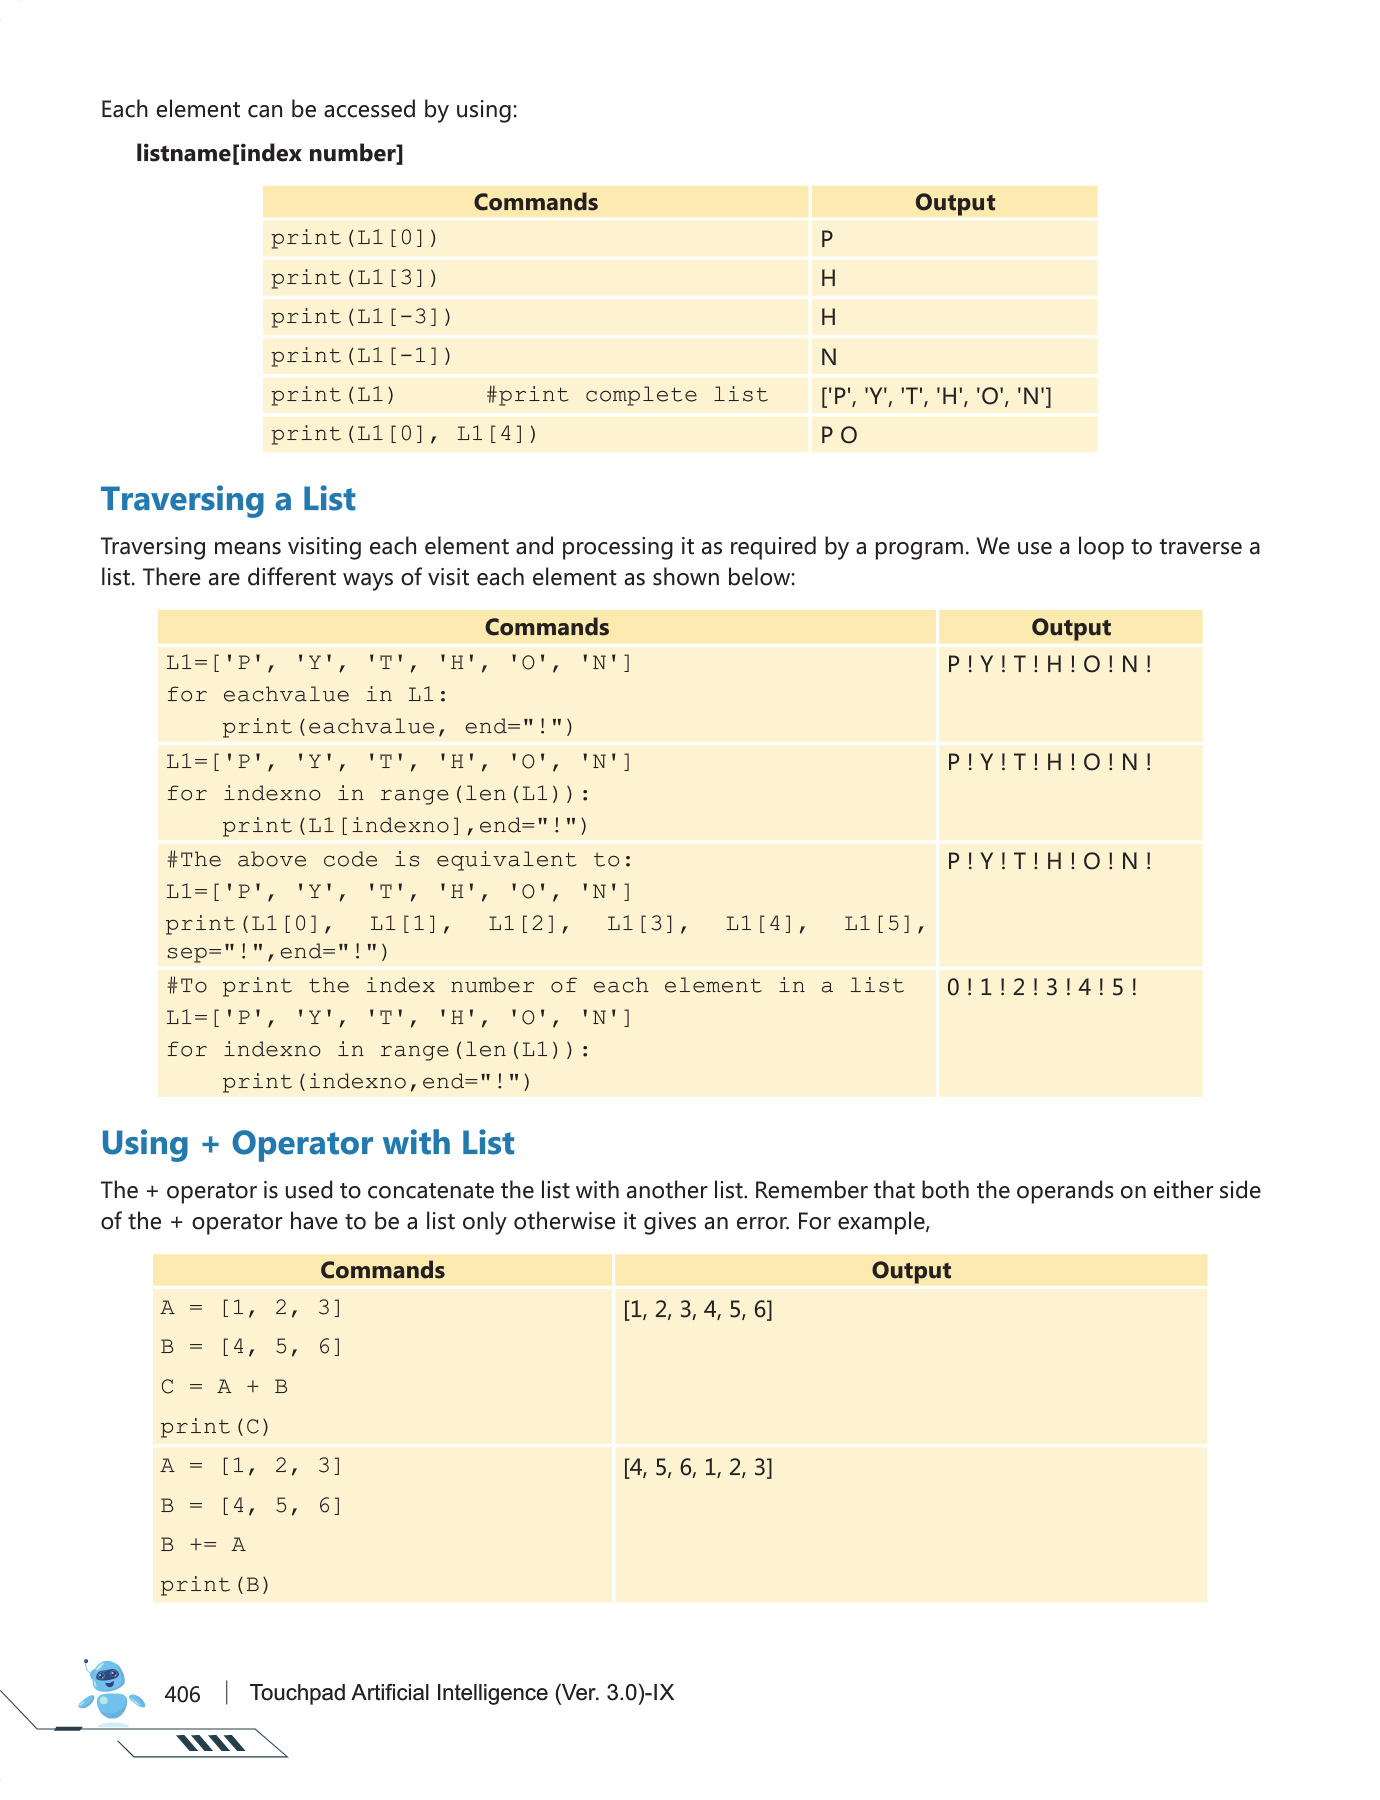 Each element can be accessed by using:
listname[index number]
Commands Output
print(L1[0]) P
print(L1[3]) H
print(L1[-3]) H
print(L1[-1]) N
print(L1) #print complete list ['P', 'Y', 'T', 'H', 'O', 'N']
print(L1[0], L1[4]) P O
Traversing a List
Traversing means visiting each element and processing it as required by a program. We use a loop to traverse a
list. There are different ways of visit each element as shown below:
Commands Output
L1=['P', 'Y', 'T', 'H', 'O', 'N'] P ! Y ! T ! H ! O ! N !
for eachvalue in L1:
print(eachvalue, end="!")
L1=['P', 'Y', 'T', 'H', 'O', 'N'] P ! Y ! T ! H ! O ! N !
for indexno in range(len(L1)):
print(L1[indexno],end="!")
#The above code is equivalent to: P ! Y ! T ! H ! O ! N !
L1=['P', 'Y', 'T', 'H', 'O', 'N']
print(L1[0], L1[1], L1[2], L1[3], L1[4], L1[5],
sep="!",end="!")
#To print the index number of each element in a list 0 ! 1 ! 2 ! 3 ! 4 ! 5 !
L1=['P', 'Y', 'T', 'H', 'O', 'N']
for indexno in range(len(L1)):
print(indexno,end="!")
Using + Operator with List
The + operator is used to concatenate the list with another list. Remember that both the operands on either side
of the + operator have to be a list only otherwise it gives an error. For example,
Commands Output
A = [1, 2, 3] [1, 2, 3, 4, 5, 6]
B = [4, 5, 6]
C = A + B
print(C)
A = [1, 2, 3] [4, 5, 6, 1, 2, 3]
B = [4, 5, 6]
B += A
print(B)
406 | Touchpad Artificial Intelligence (Ver. 3.0)-IX